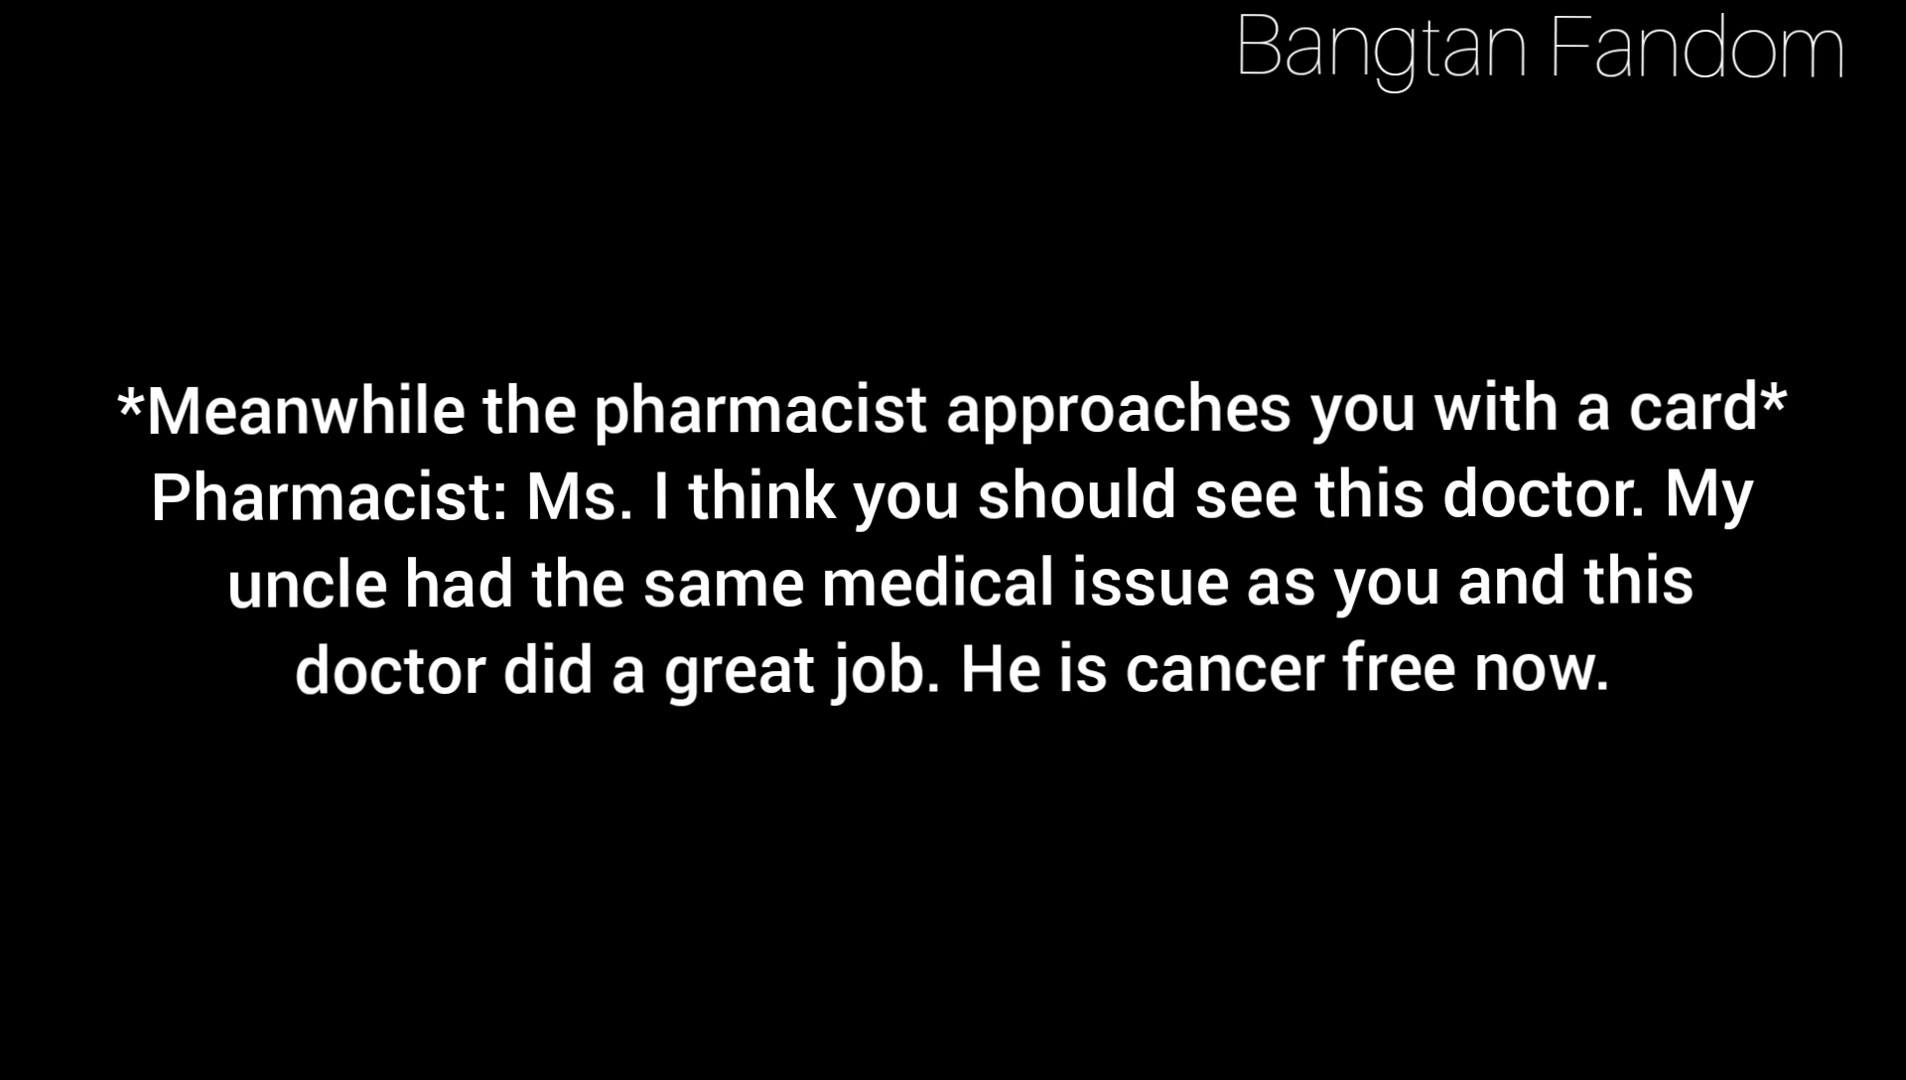 Bangtan Fandom
*Meanwhile the pharmacist approaches you with a card*
Pharmacist: Ms. I think you should see this doctor. My
uncle had the same medical issue as you and this
doctor did a great job. He is cancer free now.